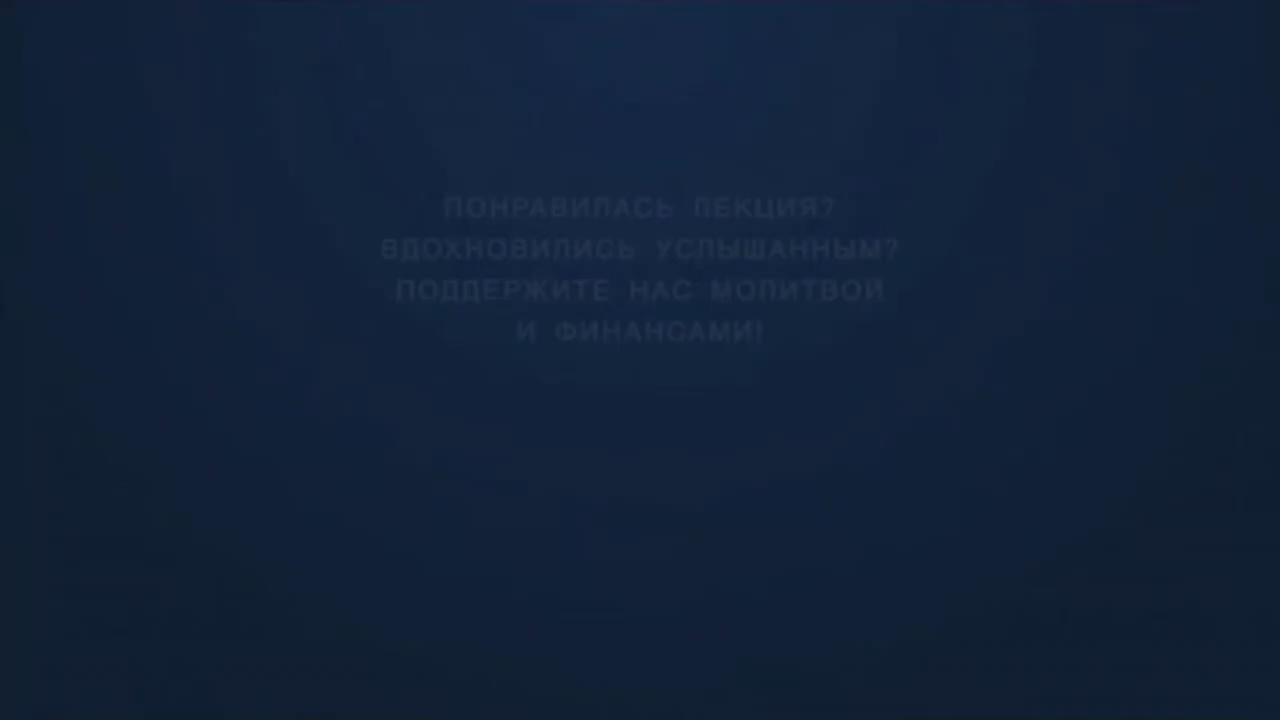 ПОНРАВИЛАСЬ ЛЕКЦИЯ?
ВДОХНОВИЛИСЬ УСЛЫШАННЫМ?
ПОДДЕРЖИТЕ НАС МОЛИТВОЙ
И ФИНАНСАМИ!